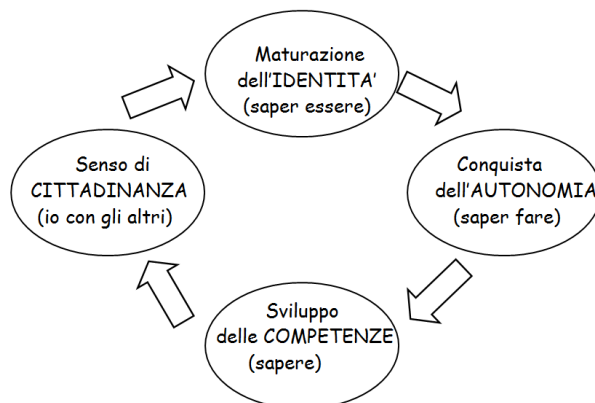 Maturazione
dell'IDENTITA'
(saper essere)
Senso di
CITTADINANZA
(io con gli altri)
Conquista
dell'AUTONOMIA
(saper fare)
Sviluppo
delle COMPETENZE
(sapere)